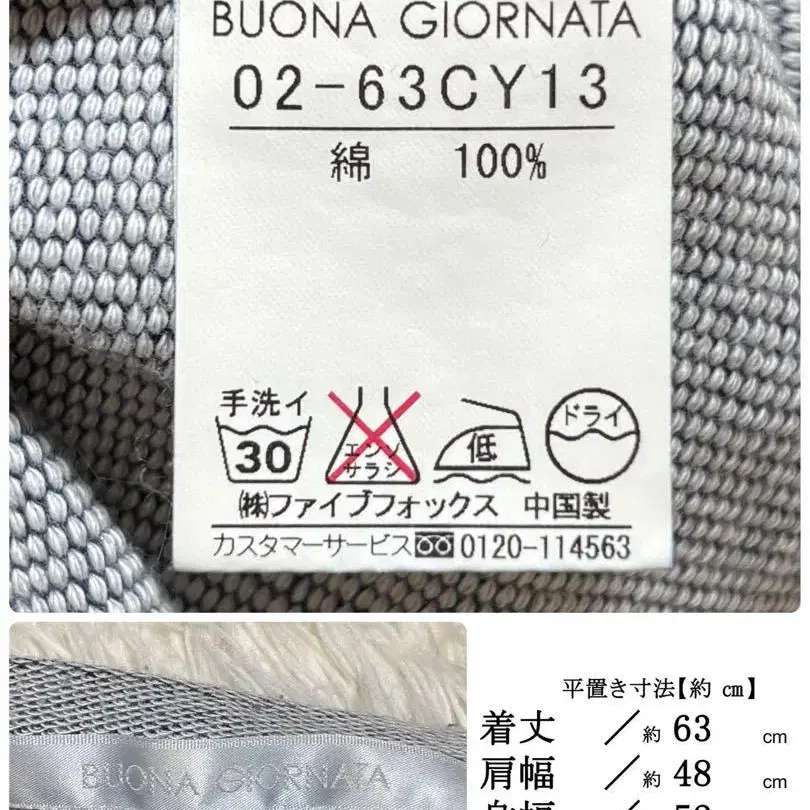 BUONA GIORNATA
02-63CY13
綿 100%
手洗イ
30
エンソ
サラシ
低
ドライ
㈱ファイブフォックス 中国製
カスタマーサービス 0120-114563
BUONA GIORNATA
平置き寸法【約 ㎝】
着丈 ／約 63 ㎝
肩幅 ／約 48 ㎝